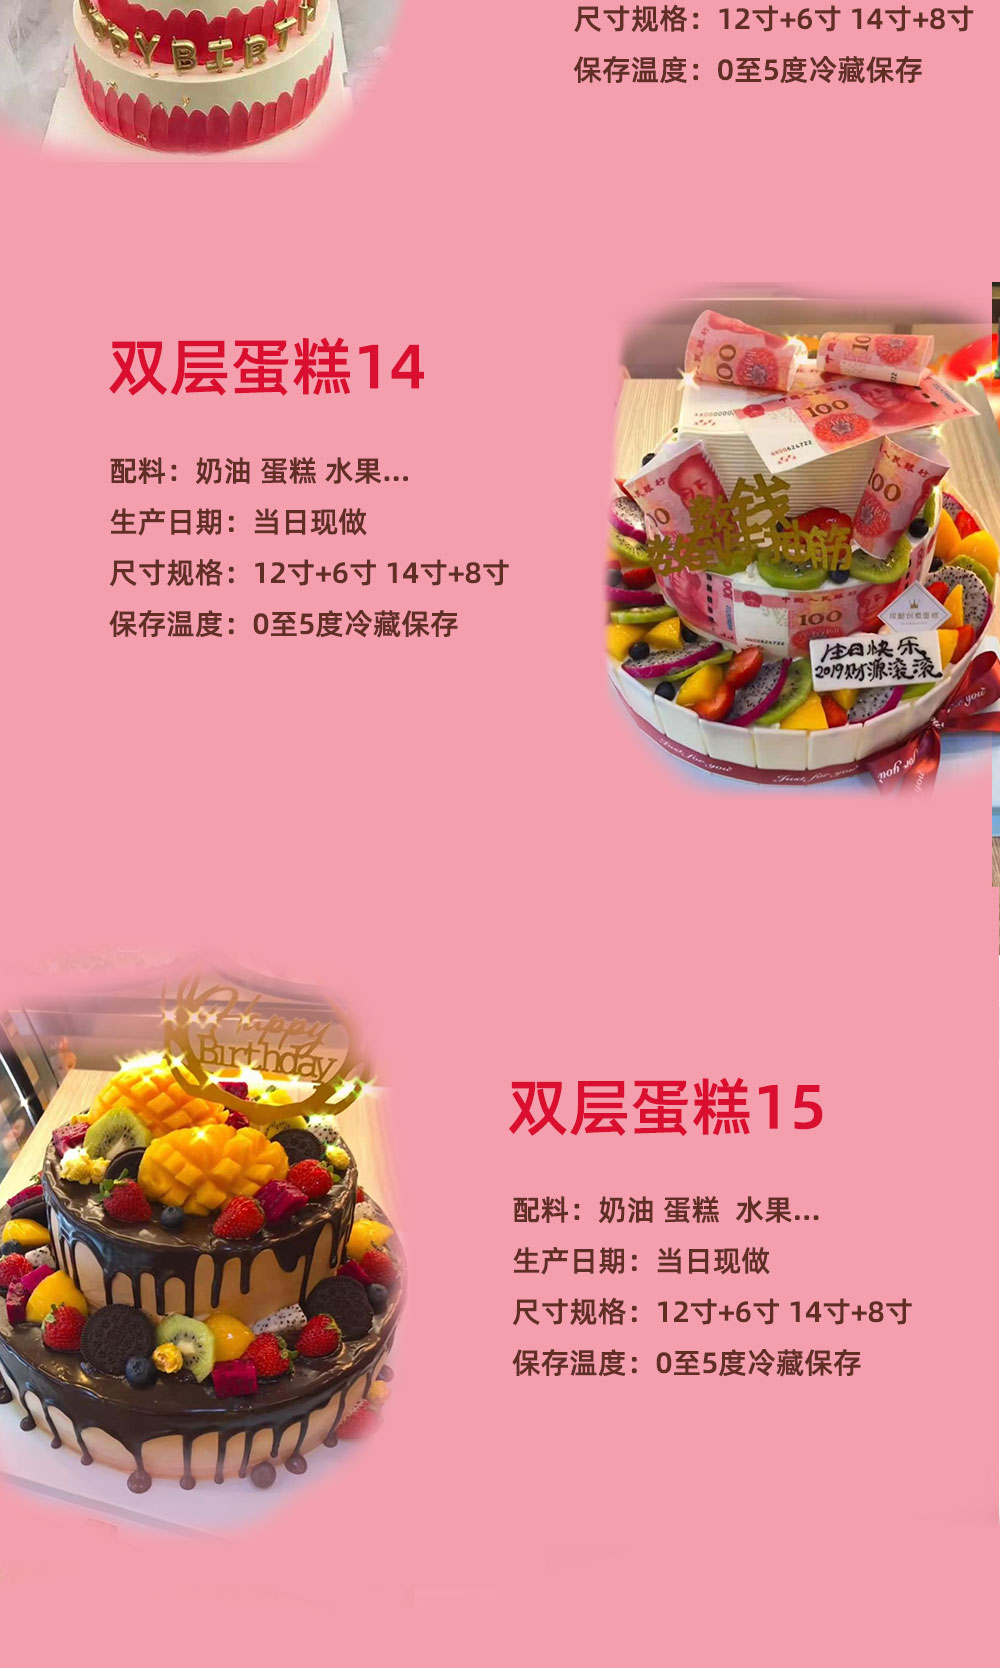 尺寸规格：12寸+6寸 14寸+8寸
保存温度：0至5度冷藏保存
PPYBIRTH
双层蛋糕14
配料：奶油 蛋糕 水果...
生产日期：当日现做
尺寸规格：12寸+6寸 14寸+8寸
保存温度：0至5度冷藏保存
100
100
100
数钱
数到手抽筋
100
生日快乐
2019财源滚滚
Just for you
Just for you
for you
Happy
Birthday
双层蛋糕15
配料：奶油 蛋糕  水果...
生产日期：当日现做
尺寸规格：12寸+6寸 14寸+8寸
保存温度：0至5度冷藏保存